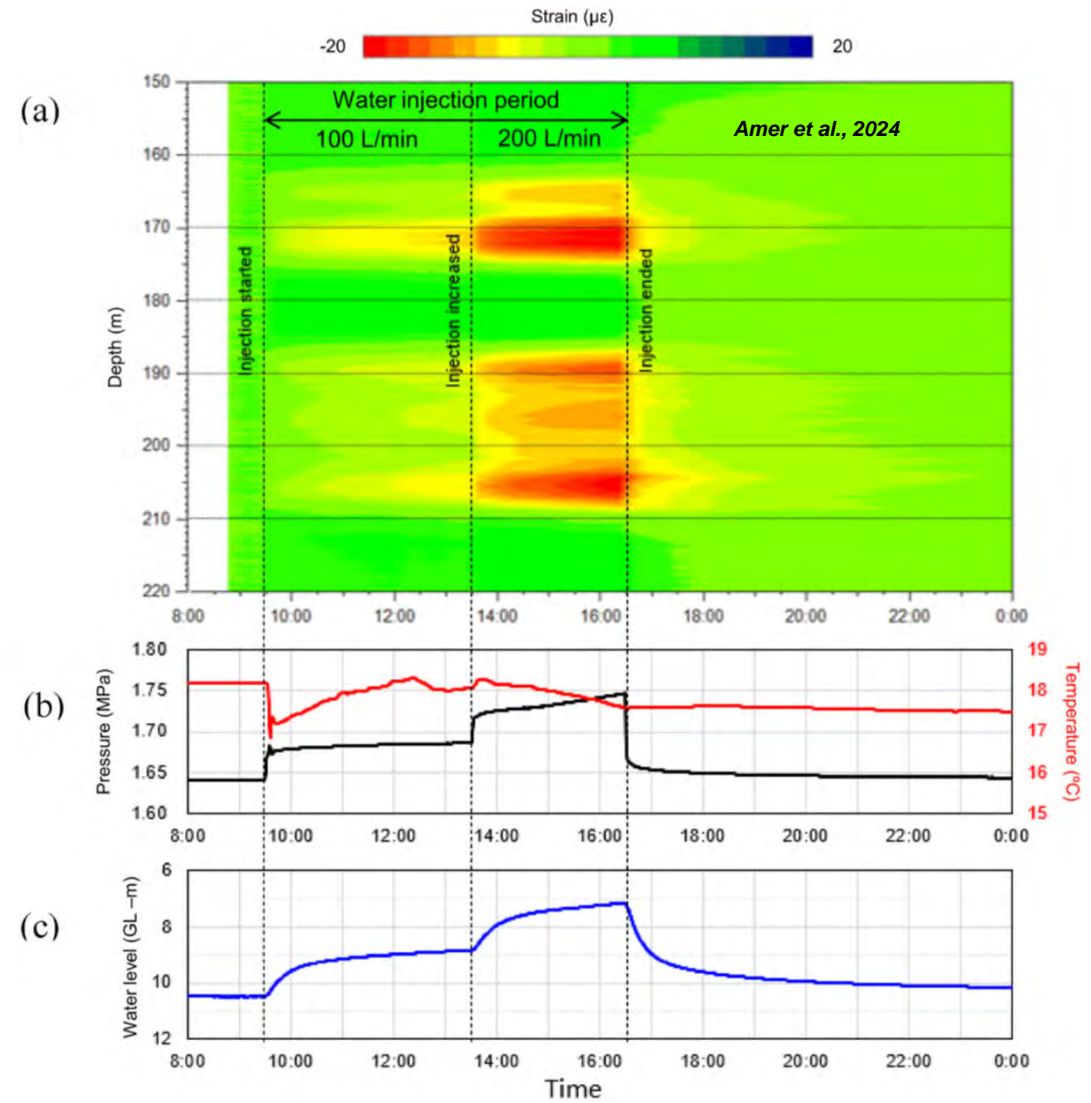 Strain (με)
-20 20
(a)
150
Water injection period
100 L/min 200 L/min
Amer et al., 2024
160
170
180
190
200
210
220
Depth (m)
Injection started
Injection increased
Injection ended
8:00 10:00 12:00 14:00 16:00 18:00 20:00 22:00 0:00
(b)
1.80
1.75
1.70
1.65
1.60
Pressure (MPa)
19
18
17
16
15
Temperature (°C)
8:00 10:00 12:00 14:00 16:00 18:00 20:00 22:00 0:00
(c)
6
8
10
12
Water level (GL –m)
8:00 10:00 12:00 14:00 16:00 18:00 20:00 22:00 0:00
Time